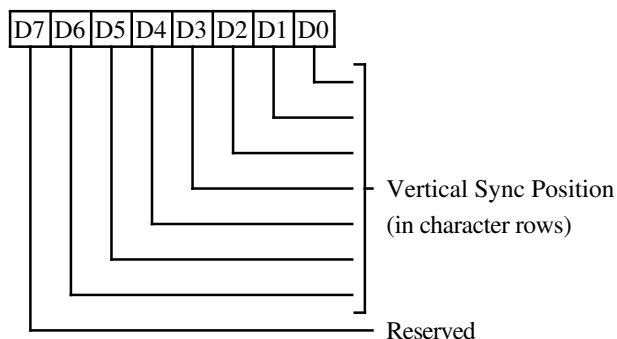 D7 D6 D5 D4 D3 D2 D1 D0
Vertical Sync Position
(in character rows)
Reserved